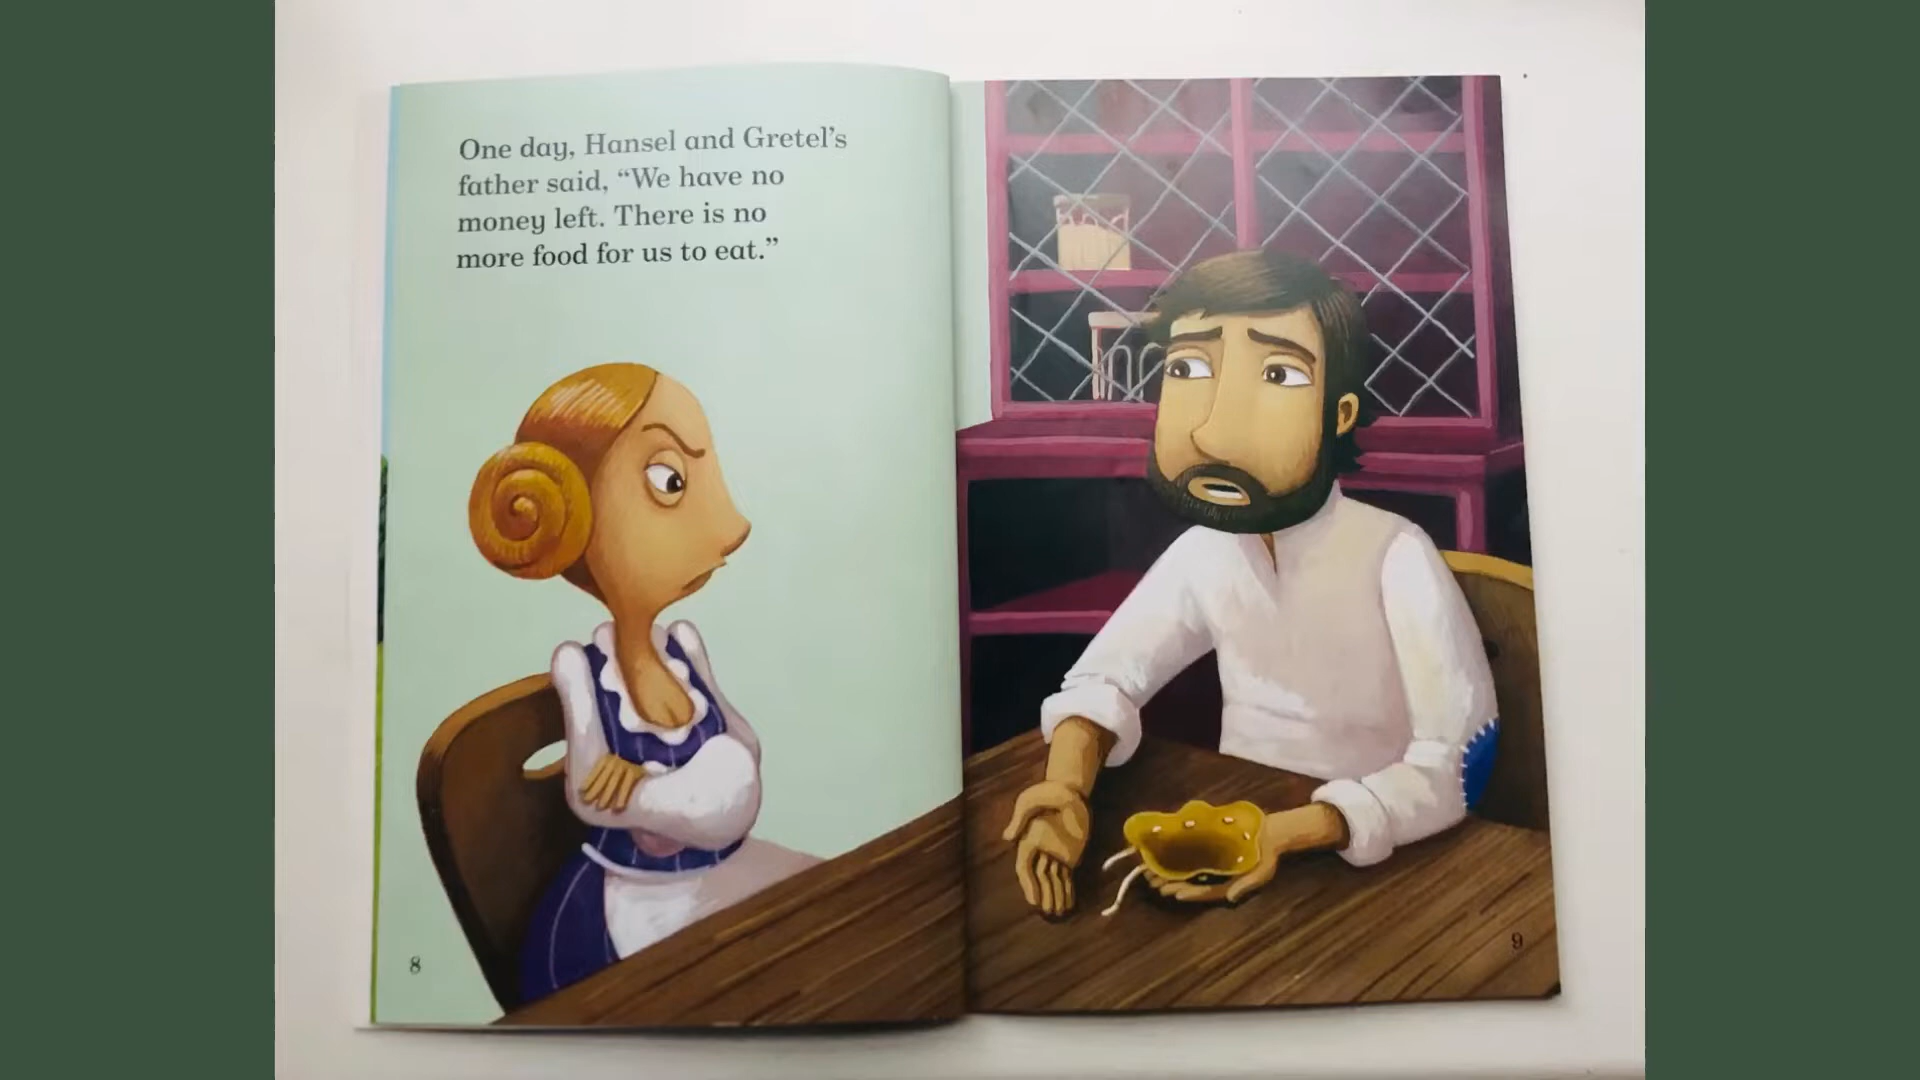 One day, Hansel and Gretel's
father said, “We have no
money left. There is no
more food for us to eat.”
8
9